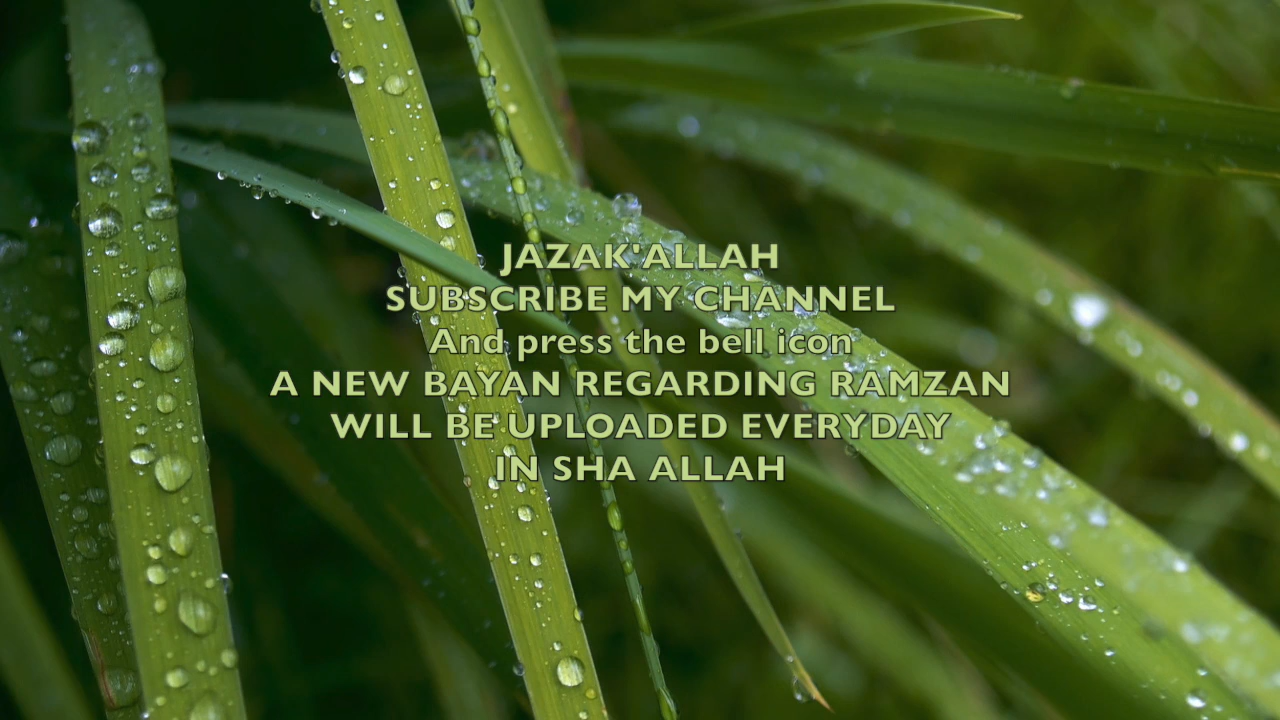 JAZAK'ALLAH
SUBSCRIBE MY CHANNEL
And press the bell icon
A NEW BAYAN REGARDING RAMZAN
WILL BE UPLOADED EVERYDAY
IN SHA ALLAH